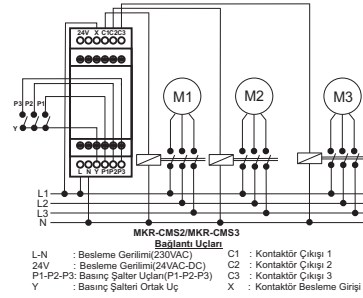 24V X C1C2C3
P3 P2 P1
Y
M1 M2 M3
L N Y P1P2P3
L1
L2
L3
N
MKR-CMS2/MKR-CMS3
Bağlantı Uçları
L-N : Besleme Gerilimi(230VAC)
24V : Besleme Gerilimi(24VAC-DC)
P1-P2-P3: Basınç Şalter Uçları(P1-P2-P3)
Y : Basınç Şalteri Ortak Uç
C1 : Kontaktör Çıkışı 1
C2 : Kontaktör Çıkışı 2
C3 : Kontaktör Çıkışı 3
X : Kontaktör Besleme Girişi